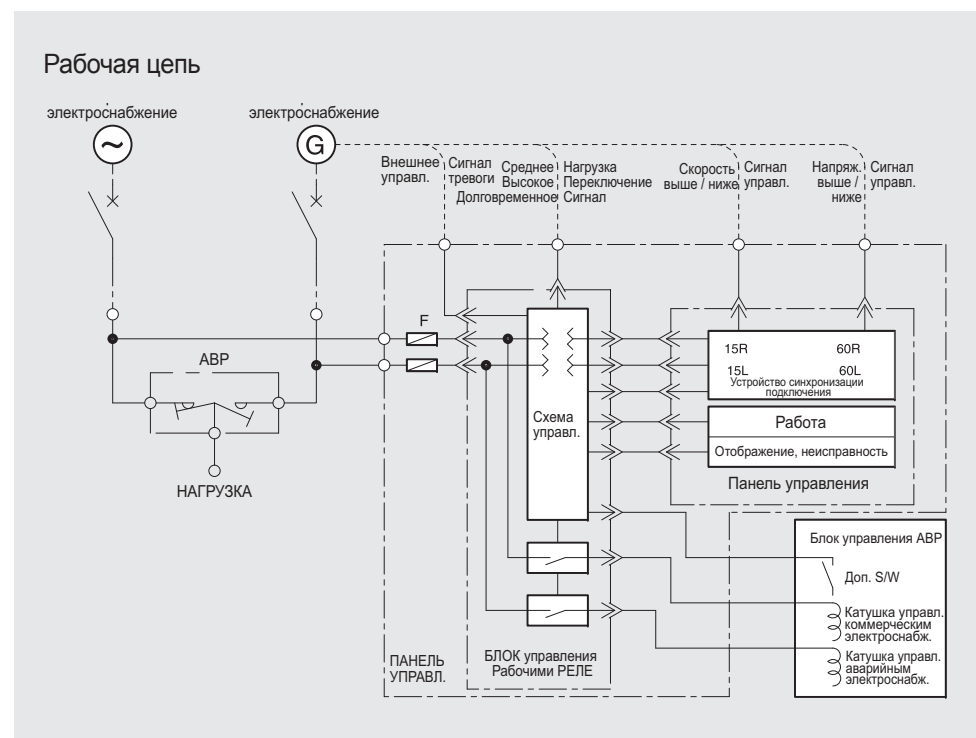 Рабочая цепь
электроснабжение
электроснабжение
~
G
Внешнее
управл.
Сигнал
тревоги
Среднее
Высокое
Долговременное
Нагрузка
Переключение
Сигнал
Скорость
выше / ниже
Сигнал
управл.
Напряж.
выше /
ниже
Сигнал
управл.
F
АВР
НАГРУЗКА
Схема
управл.
15R
60R
15L
60L
Устройство синхронизации
подключения
Работа
Отображение, неисправность
Панель управления
Блок управления АВР
Доп. S/W
Катушка управл.
коммерческим
электроснабж.
Катушка управл.
аварийным
электроснабж.
ПАНЕЛЬ
УПРАВЛ.
БЛОК управления
Рабочими РЕЛЕ